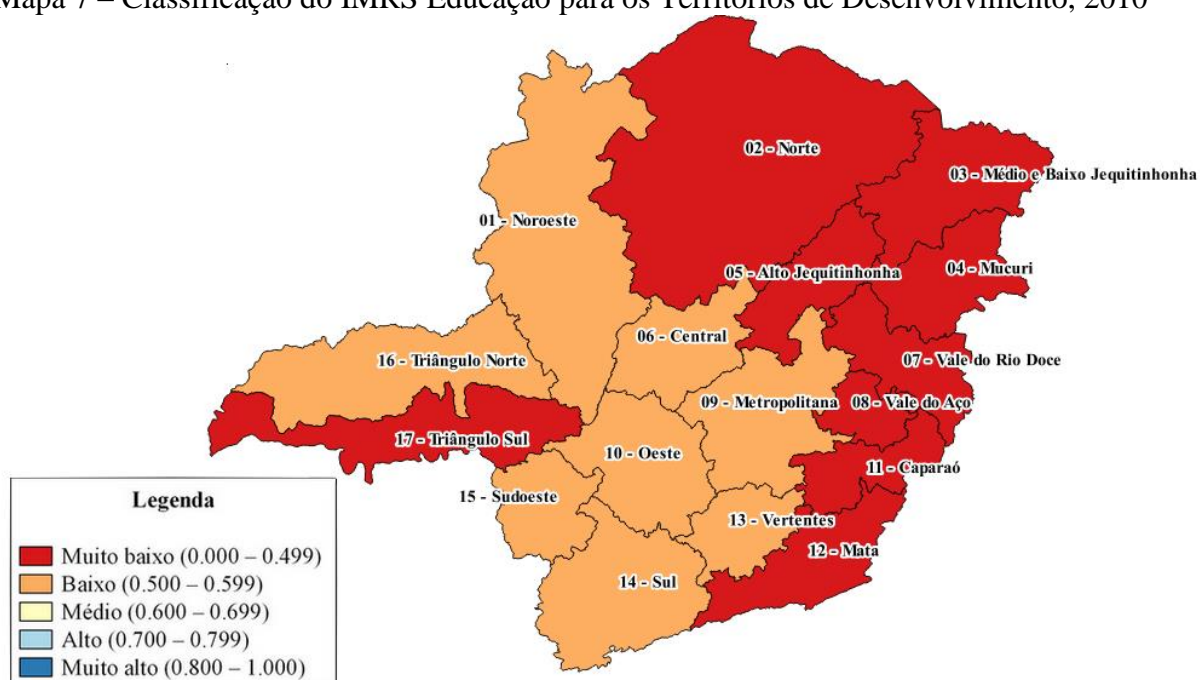 Mapa 7 – Classificação do IMRS Educação para os Territórios de Desenvolvimento, 2010
02 - Norte
03 - Médio e Baixo Jequitinhonha
01 - Noroeste
05 - Alto Jequitinhonha
04 - Mucuri
06 - Central
16 - Triângulo Norte
07 - Vale do Rio Doce
09 - Metropolitana
08 - Vale do Aço
17 - Triângulo Sul
10 - Oeste
11 - Caparaó
15 - Sudoeste
13 - Vertentes
12 - Mata
14 - Sul
Legenda
Muito baixo (0.000 – 0.499)
Baixo (0.500 – 0.599)
Médio (0.600 – 0.699)
Alto (0.700 – 0.799)
Muito alto (0.800 – 1.000)